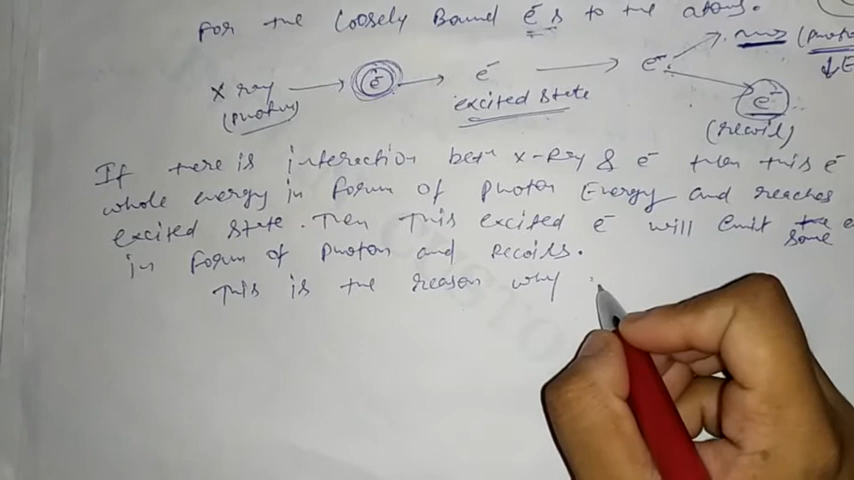 For the Loosely Bound e⁻s to the atoms.
X ray (photon) → e⁻ → e⁻ → e⁻
excited state
(recoil) e⁻
If there is interaction betⁿ X-Ray & e⁻ then this e⁻
whole energy in form of photon Energy and reaches
excited state. Then this excited e⁻ will emit some
in form of photon and Recoils.
This is the reason why